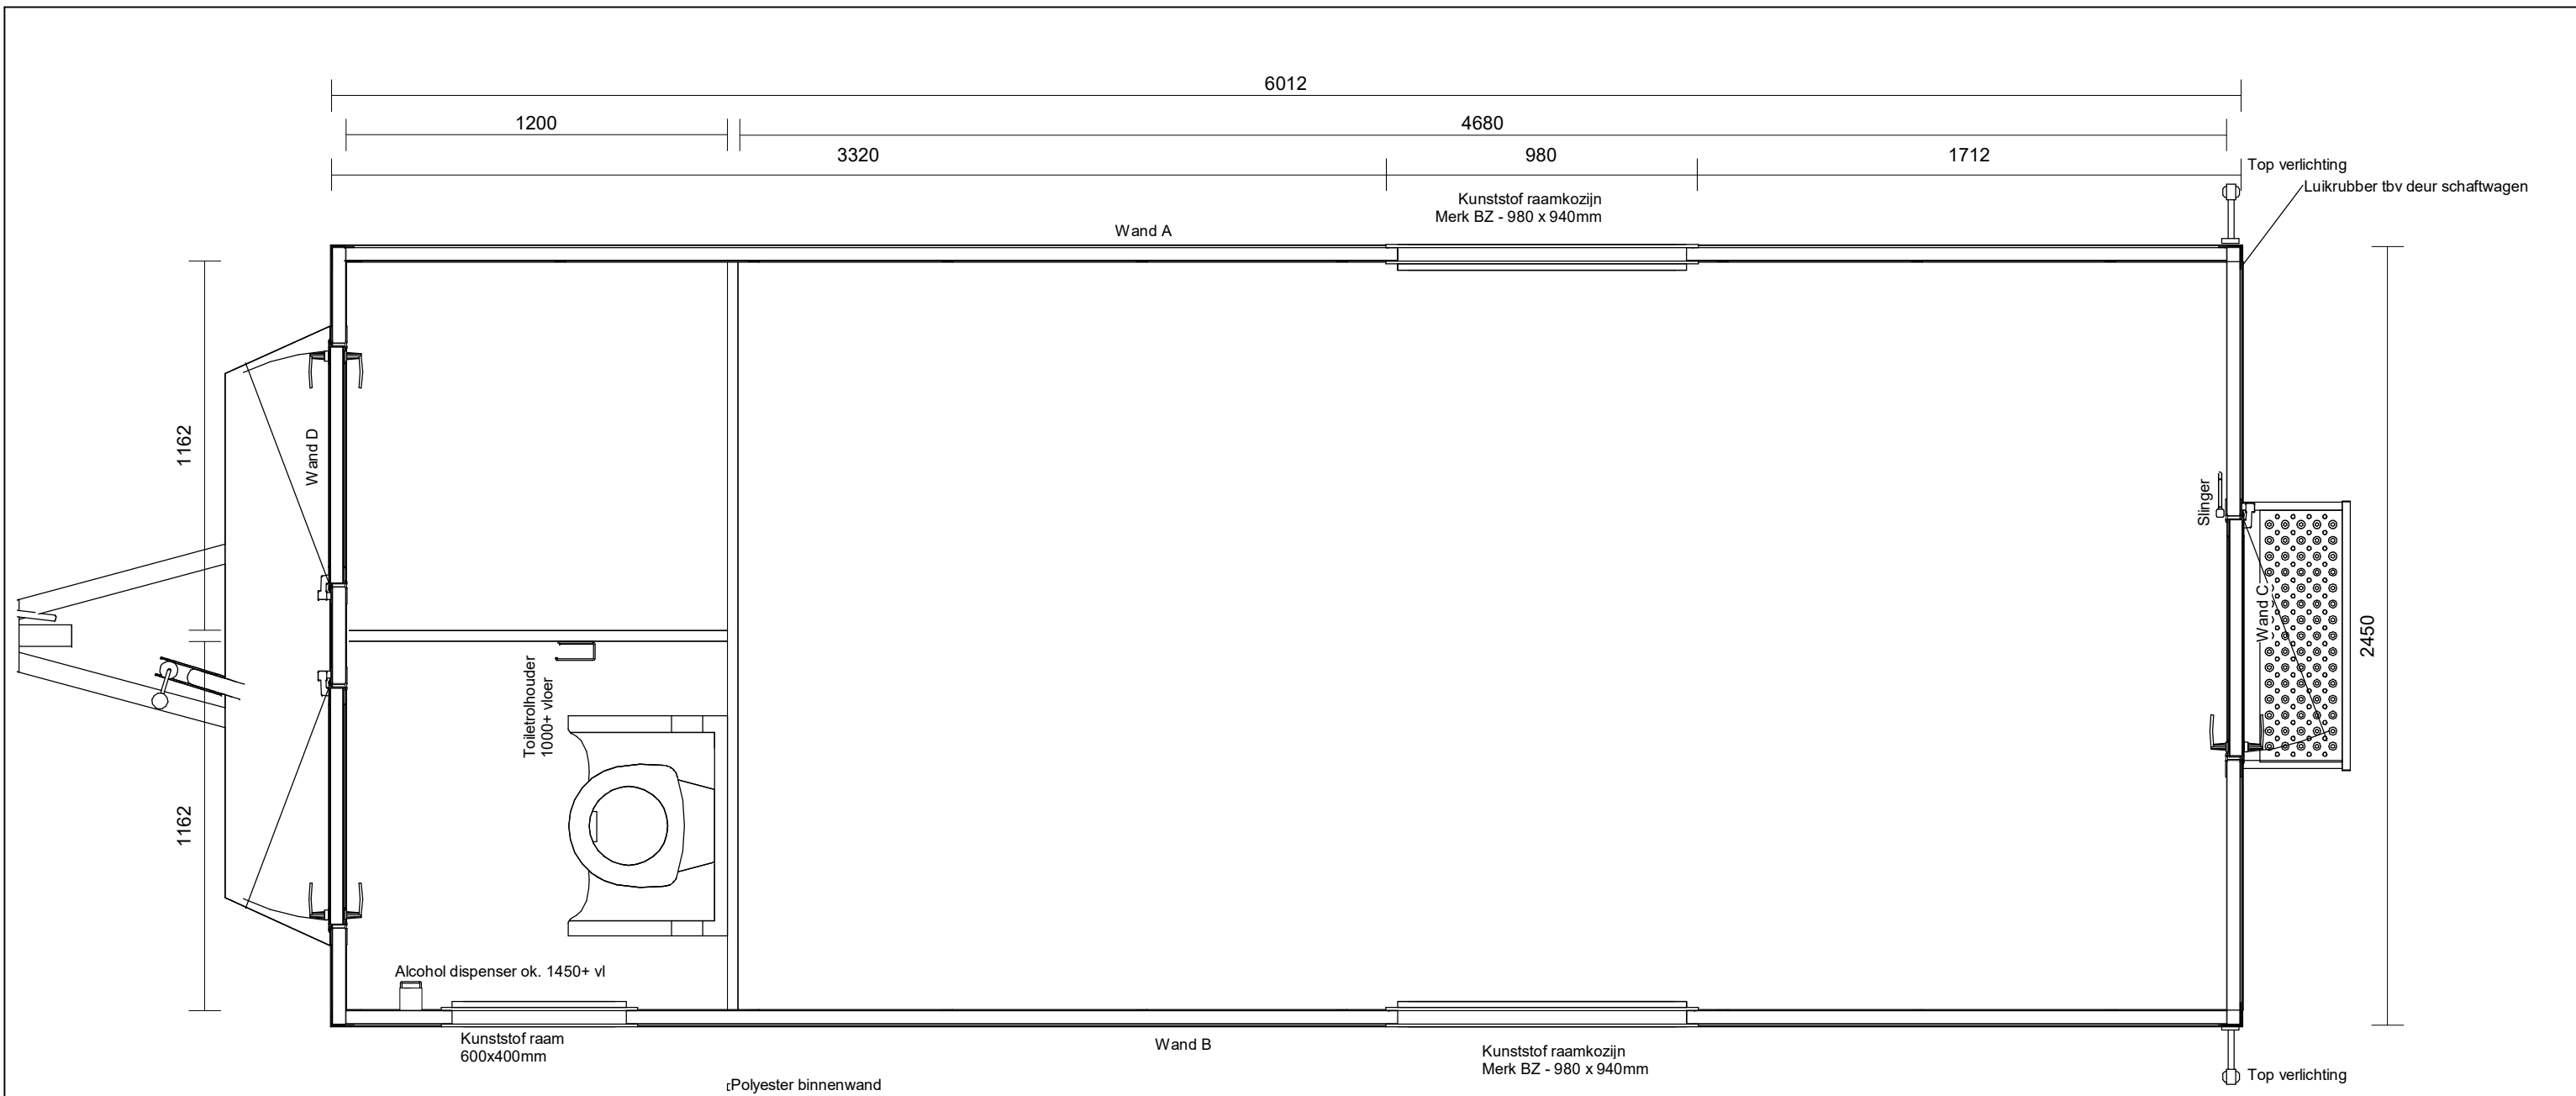 6012
1200
4680
3320
980
1712
Top verlichting
Luikrubber tbv deur schaftwagen
Kunststof raamkozijn
Merk BZ - 980 x 940mm
Wand A
1162
Wand D
Slinger
Wand C
2450
Toiletrolhouder
1000+ vloer
1162
Alcohol dispenser ok. 1450+ vl
Kunststof raam
600x400mm
Wand B
Kunststof raamkozijn
Merk BZ - 980 x 940mm
Polyester binnenwand
Top verlichting